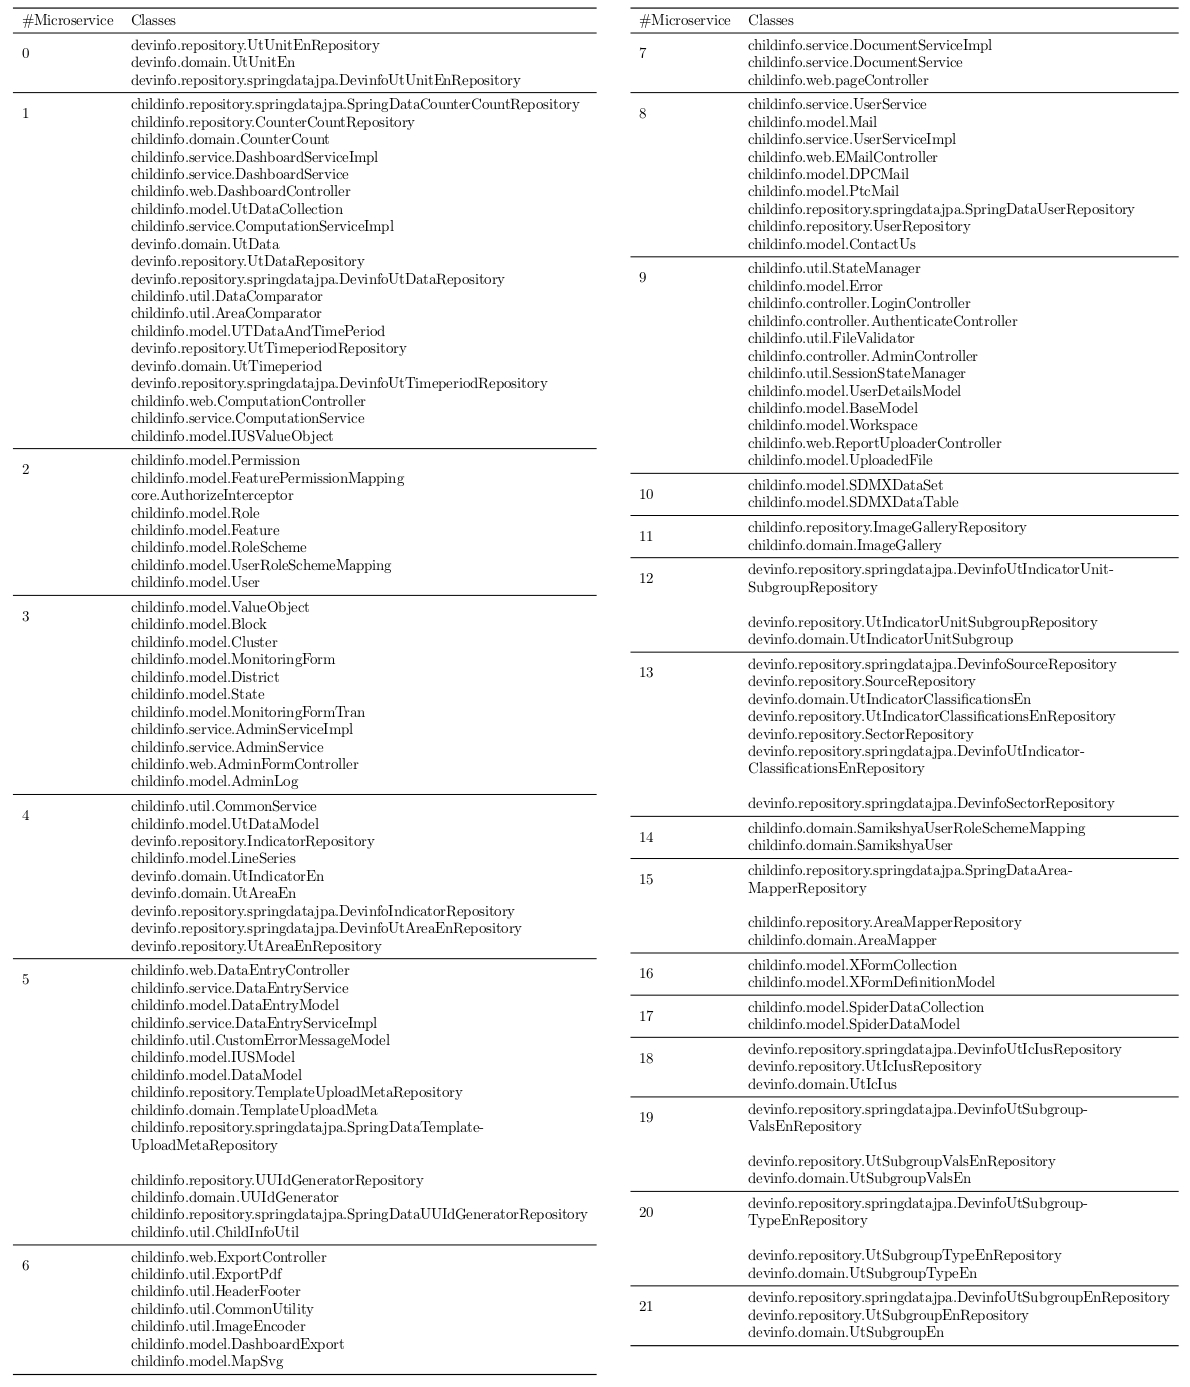 #Microservice Classes
0
devinfo.repository.UtUnitEnRepository
devinfo.domain.UtUnitEn
devinfo.repository.springdatajpa.DevinfoUtUnitEnRepository
1
childinfo.repository.springdatajpa.SpringDataCounterCountRepository
childinfo.repository.CounterCountRepository
childinfo.domain.CounterCount
childinfo.service.DashboardServiceImpl
childinfo.service.DashboardService
childinfo.web.DashboardController
childinfo.model.UtDataCollection
childinfo.service.ComputationServiceImpl
devinfo.domain.UtData
devinfo.repository.UtDataRepository
devinfo.repository.springdatajpa.DevinfoUtDataRepository
childinfo.util.DataComparator
childinfo.util.AreaComparator
childinfo.model.UTDataAndTimePeriod
devinfo.repository.UtTimeperiodRepository
devinfo.domain.UtTimeperiod
devinfo.repository.springdatajpa.DevinfoUtTimeperiodRepository
childinfo.web.ComputationController
childinfo.service.ComputationService
childinfo.model.IUSValueObject
2
childinfo.model.Permission
childinfo.model.FeaturePermissionMapping
core.AuthorizeInterceptor
childinfo.model.Role
childinfo.model.Feature
childinfo.model.RoleScheme
childinfo.model.UserRoleSchemeMapping
childinfo.model.User
3
childinfo.model.ValueObject
childinfo.model.Block
childinfo.model.Cluster
childinfo.model.MonitoringForm
childinfo.model.District
childinfo.model.State
childinfo.model.MonitoringFormTran
childinfo.service.AdminServiceImpl
childinfo.service.AdminService
childinfo.web.AdminFormController
childinfo.model.AdminLog
4
childinfo.util.CommonService
childinfo.model.UtDataModel
devinfo.repository.IndicatorRepository
childinfo.model.LineSeries
devinfo.domain.UtIndicatorEn
devinfo.domain.UtAreaEn
devinfo.repository.springdatajpa.DevinfoIndicatorRepository
devinfo.repository.springdatajpa.DevinfoUtAreaEnRepository
devinfo.repository.UtAreaEnRepository
5
childinfo.web.DataEntryController
childinfo.service.DataEntryService
childinfo.model.DataEntryModel
childinfo.service.DataEntryServiceImpl
childinfo.util.CustomErrorMessageModel
childinfo.model.IUSModel
childinfo.model.DataModel
childinfo.repository.TemplateUploadMetaRepository
childinfo.domain.TemplateUploadMeta
childinfo.repository.springdatajpa.SpringDataTemplate-
UploadMetaRepository
childinfo.repository.UUIdGeneratorRepository
childinfo.domain.UUIdGenerator
childinfo.repository.springdatajpa.SpringDataUUIdGeneratorRepository
childinfo.util.ChildInfoUtil
6
childinfo.web.ExportController
childinfo.util.ExportPdf
childinfo.util.HeaderFooter
childinfo.util.CommonUtility
childinfo.util.ImageEncoder
childinfo.model.DashboardExport
childinfo.model.MapSvg
#Microservice Classes
7
childinfo.service.DocumentServiceImpl
childinfo.service.DocumentService
childinfo.web.pageController
8
childinfo.service.UserService
childinfo.model.Mail
childinfo.service.UserServiceImpl
childinfo.web.EMailController
childinfo.model.DPCMail
childinfo.model.PtcMail
childinfo.repository.springdatajpa.SpringDataUserRepository
childinfo.repository.UserRepository
childinfo.model.ContactUs
9
childinfo.util.StateManager
childinfo.model.Error
childinfo.controller.LoginController
childinfo.controller.AuthenticateController
childinfo.util.FileValidator
childinfo.controller.AdminController
childinfo.util.SessionStateManager
childinfo.model.UserDetailsModel
childinfo.model.BaseModel
childinfo.model.Workspace
childinfo.web.ReportUploaderController
childinfo.model.UploadedFile
10
childinfo.model.SDMXDataSet
childinfo.model.SDMXDataTable
11
childinfo.repository.ImageGalleryRepository
childinfo.domain.ImageGallery
12
devinfo.repository.springdatajpa.DevinfoUtIndicatorUnit-
SubgroupRepository
devinfo.repository.UtIndicatorUnitSubgroupRepository
devinfo.domain.UtIndicatorUnitSubgroup
13
devinfo.repository.springdatajpa.DevinfoSourceRepository
devinfo.repository.SourceRepository
devinfo.domain.UtIndicatorClassificationsEn
devinfo.repository.UtIndicatorClassificationsEnRepository
devinfo.repository.SectorRepository
devinfo.repository.springdatajpa.DevinfoUtIndicator-
ClassificationsEnRepository
devinfo.repository.springdatajpa.DevinfoSectorRepository
14
childinfo.domain.SamikshyaUserRoleSchemeMapping
childinfo.domain.SamikshyaUser
15
childinfo.repository.springdatajpa.SpringDataArea-
MapperRepository
childinfo.repository.AreaMapperRepository
childinfo.domain.AreaMapper
16
childinfo.model.XFormCollection
childinfo.model.XFormDefinitionModel
17
childinfo.model.SpiderDataCollection
childinfo.model.SpiderDataModel
18
devinfo.repository.springdatajpa.DevinfoUtIcIusRepository
devinfo.repository.UtIcIusRepository
devinfo.domain.UtIcIus
19
devinfo.repository.springdatajpa.DevinfoUtSubgroup-
ValsEnRepository
devinfo.repository.UtSubgroupValsEnRepository
devinfo.domain.UtSubgroupValsEn
20
devinfo.repository.springdatajpa.DevinfoUtSubgroup-
TypeEnRepository
devinfo.repository.UtSubgroupTypeEnRepository
devinfo.domain.UtSubgroupTypeEn
21
devinfo.repository.springdatajpa.DevinfoUtSubgroupEnRepository
devinfo.repository.UtSubgroupEnRepository
devinfo.domain.UtSubgroupEn